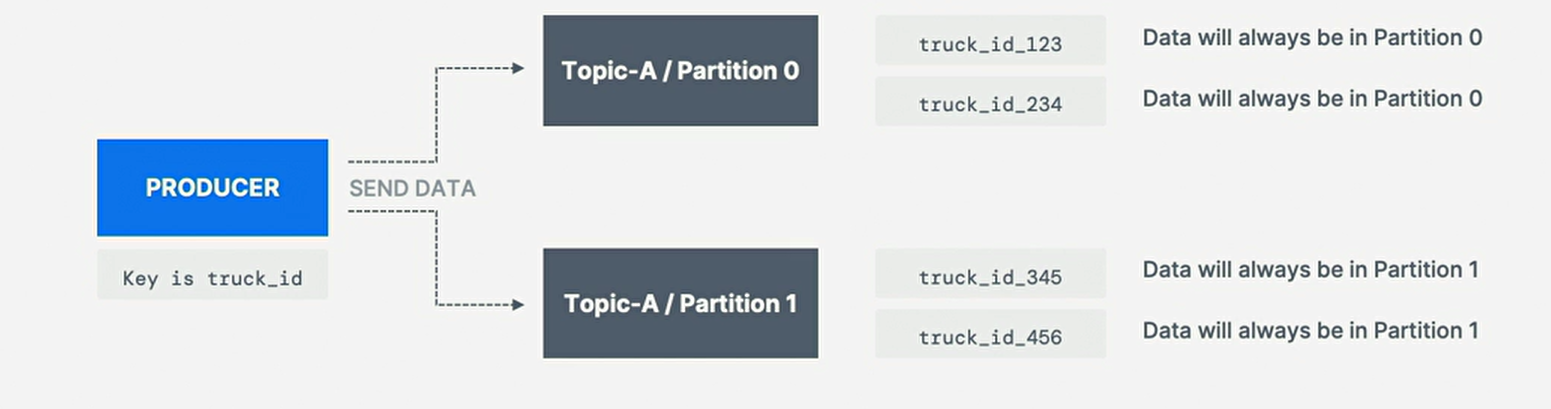 Topic-A / Partition 0
truck_id_123
Data will always be in Partition 0
truck_id_234
Data will always be in Partition 0
PRODUCER
SEND DATA
Key is truck_id
Topic-A / Partition 1
truck_id_345
Data will always be in Partition 1
truck_id_456
Data will always be in Partition 1